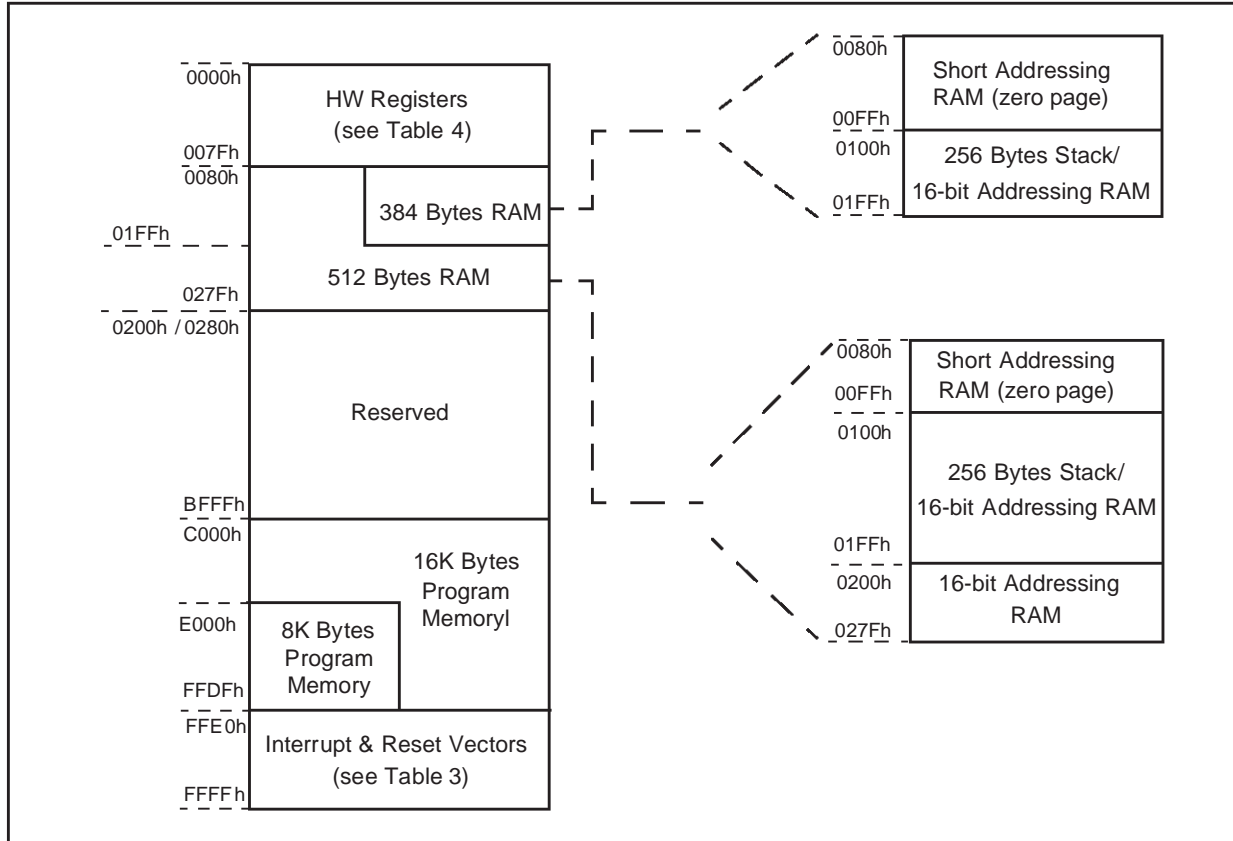 0000h
HW Registers
(see Table 4)
007Fh
0080h
384 Bytes RAM
01FFh
512 Bytes RAM
027Fh
0200h / 0280h
Reserved
BFFFh
C000h
16K Bytes
Program
Memoryl
E000h
8K Bytes
Program
Memory
FFDFh
FFE0h
Interrupt & Reset Vectors
(see Table 3)
FFFFh
0080h
Short Addressing
RAM (zero page)
00FFh
0100h
256 Bytes Stack/
16-bit Addressing RAM
01FFh
0080h
Short Addressing
RAM (zero page)
00FFh
0100h
256 Bytes Stack/
16-bit Addressing RAM
01FFh
0200h
16-bit Addressing
RAM
027Fh